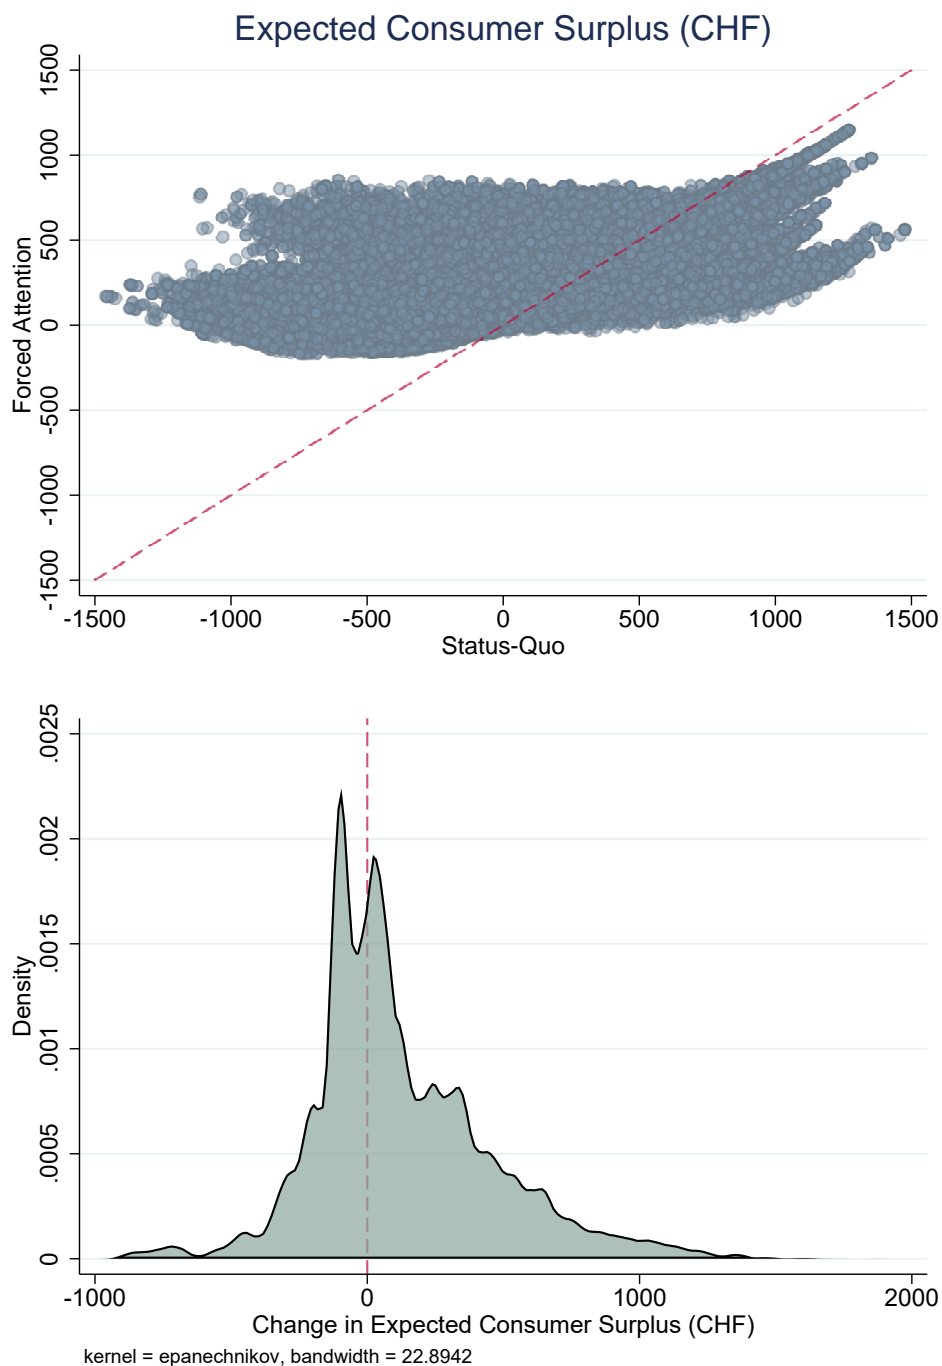 Expected Consumer Surplus (CHF)
1500
1000
500
0
-500
-1000
-1500
Forced Attention
-1500 -1000 -500 0 500 1000 1500
Status-Quo
.0025
.002
.0015
.001
.0005
0
Density
-1000 0 1000 2000
Change in Expected Consumer Surplus (CHF)
kernel = epanechnikov, bandwidth = 22.8942